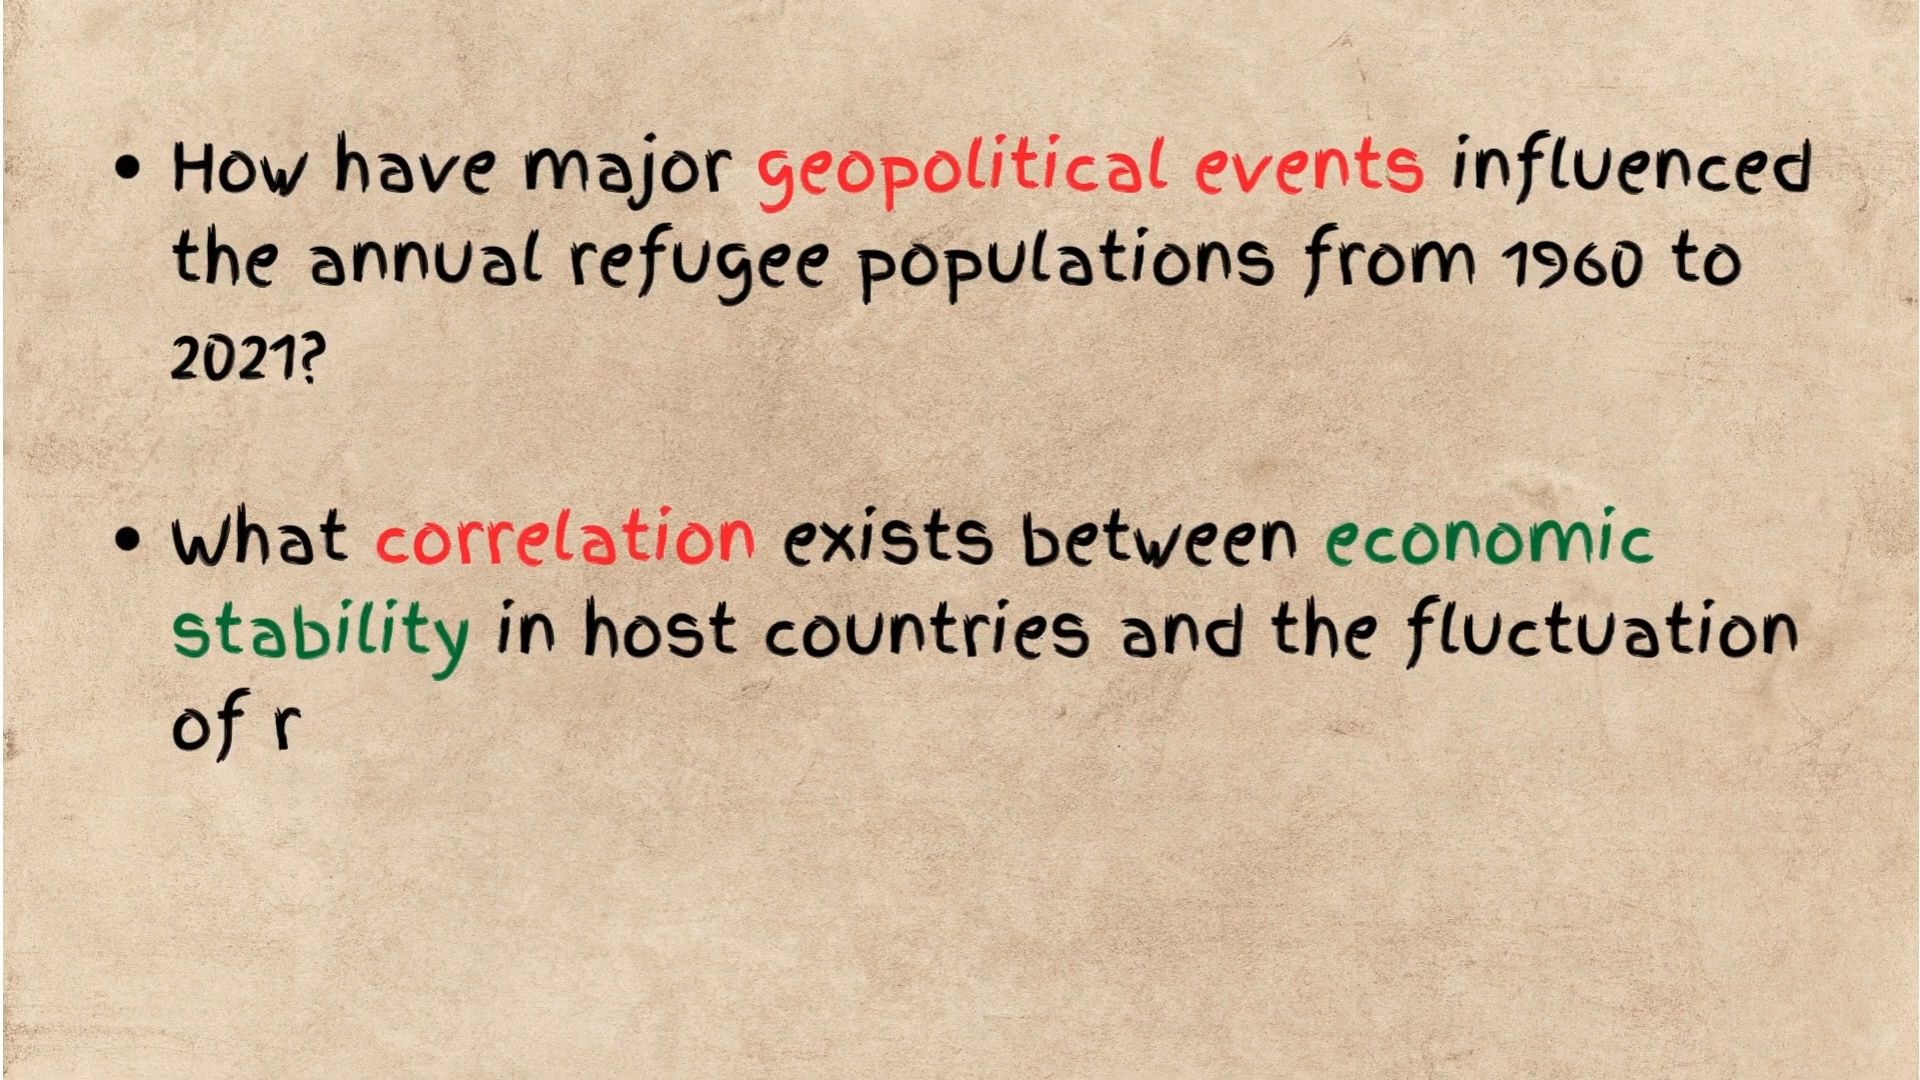 • How have major geopolitical events influenced
the annual refugee populations from 1960 to
2021?
• What correlation exists between economic
stability in host countries and the fluctuation
of r